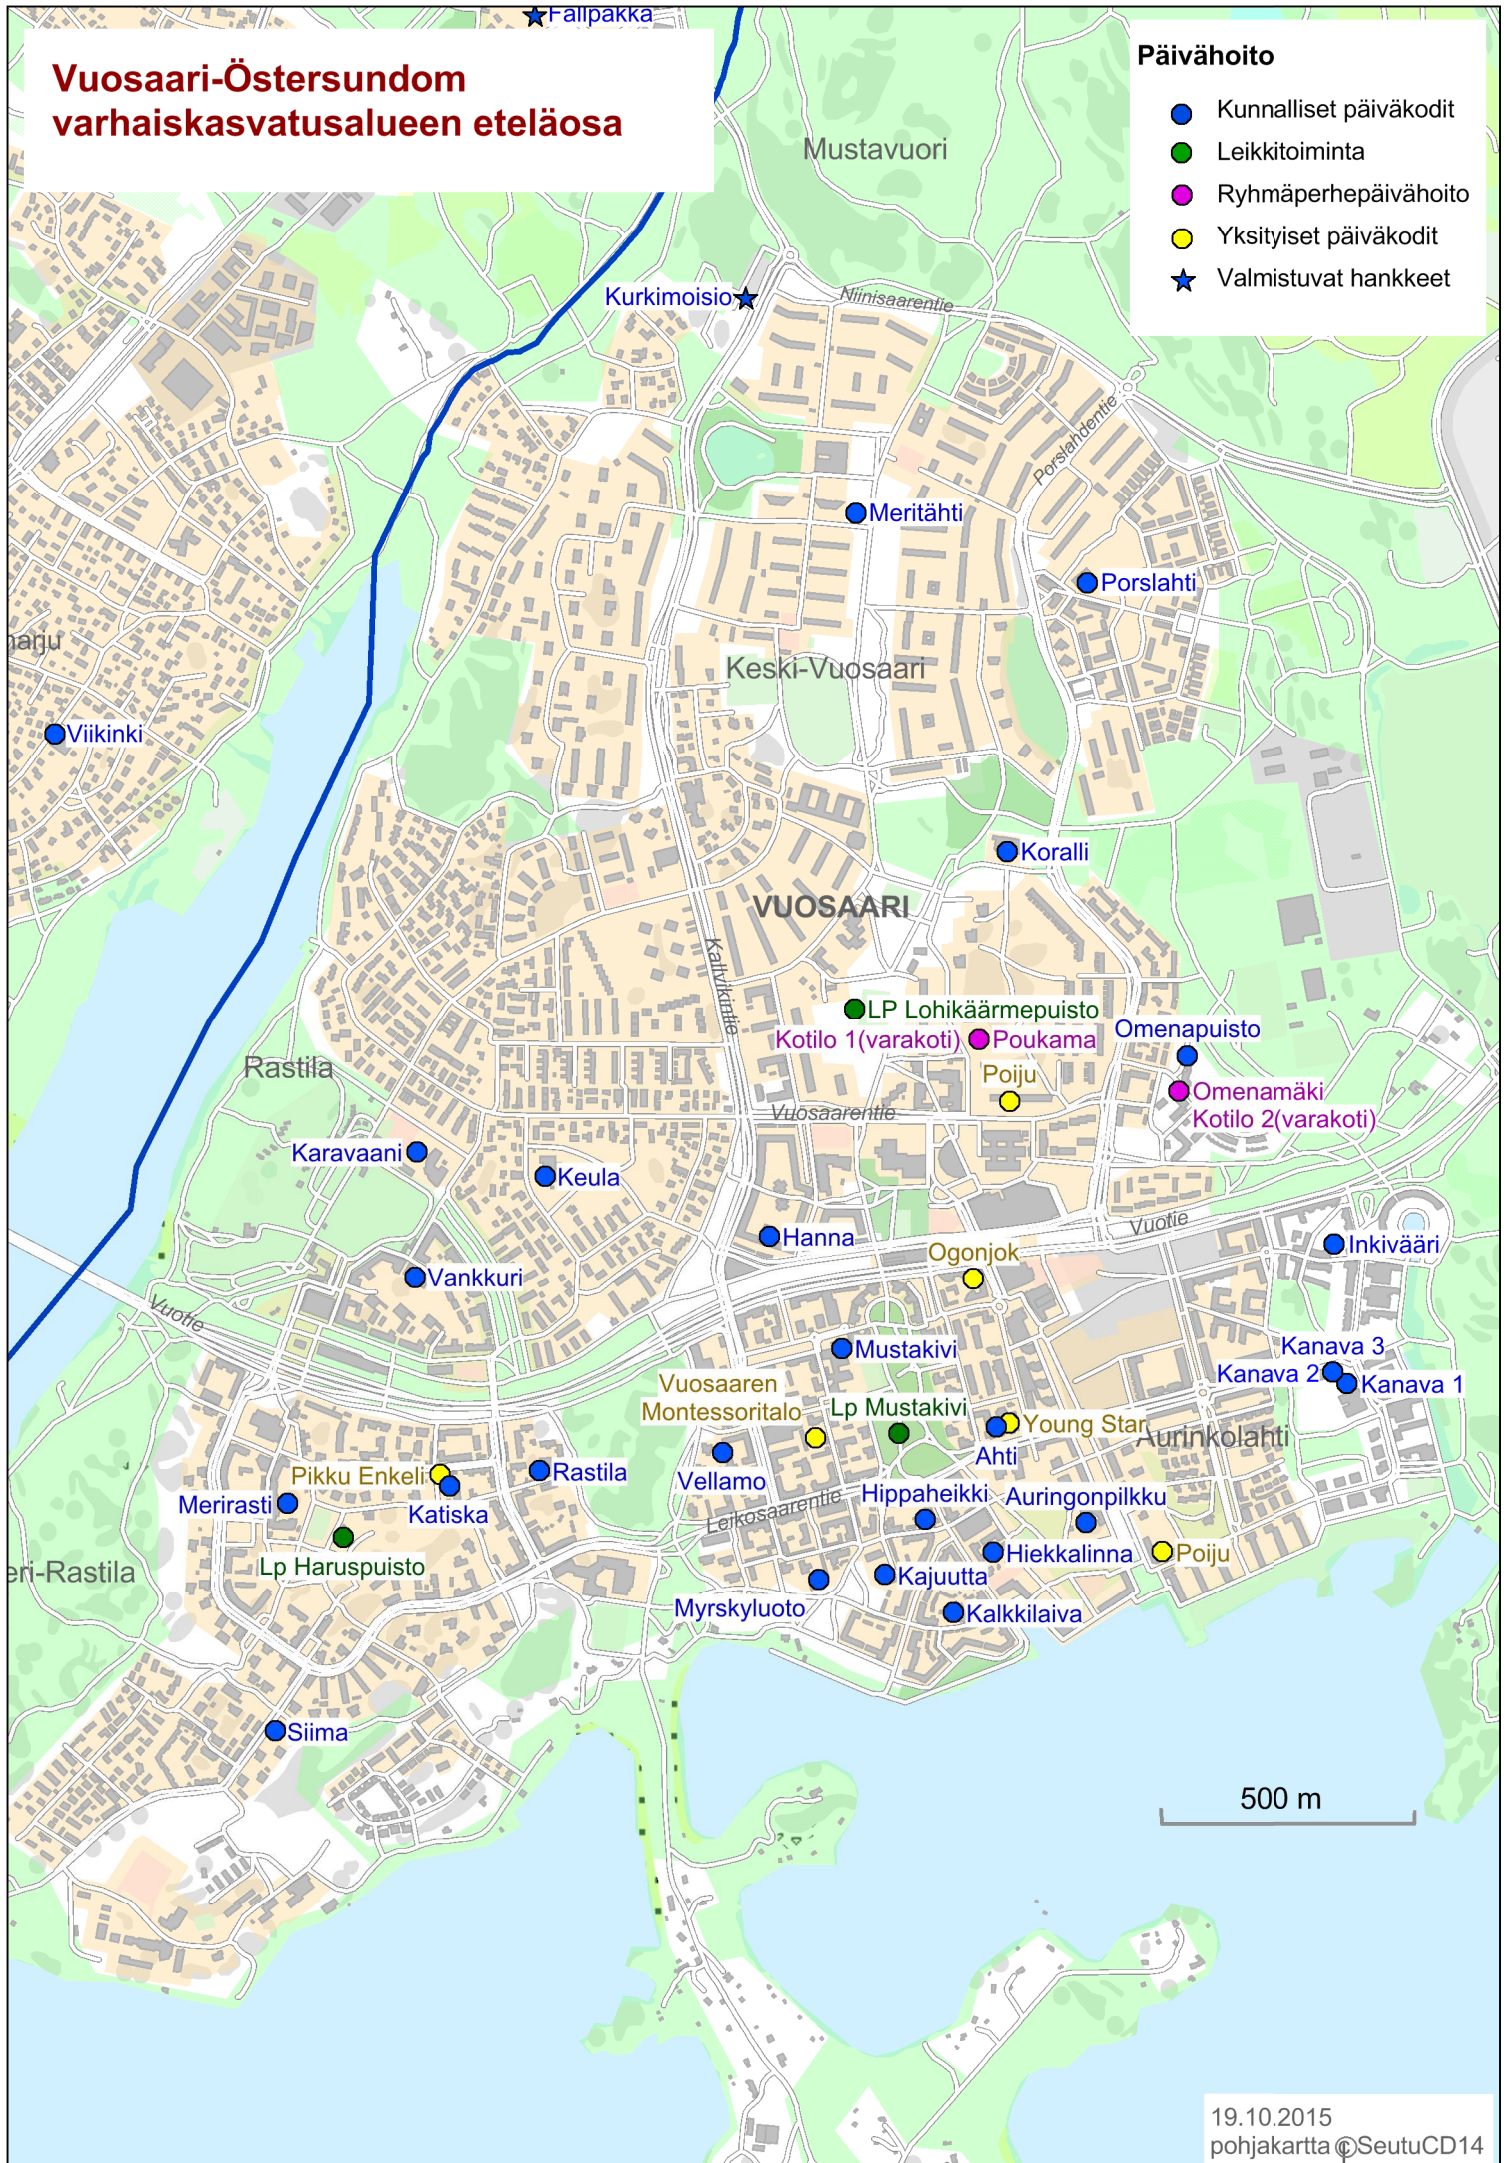 Fallpakka
Vuosaari-Östersundom
varhaiskasvatusalueen eteläosa
Päivähoito
Kunnalliset päiväkodit
Leikkitoiminta
Ryhmäperhepäivähoito
Yksityiset päiväkodit
Valmistuvat hankkeet
Mustavuori
Kurkimoisio
Niinisaarentie
Porslahdentie
Meritähti
Porslahti
harju
Keski-Vuosaari
Viikinki
Koralli
VUOSAARI
Kallvikintie
LP Lohikäärmepuisto
Kotilo 1(varakoti)
Poukama
Omenapuisto
Rastila
Poiju
Omenamäki
Kotilo 2(varakoti)
Vuosaarentie
Karavaani
Keula
Hanna
Vuotie
Inkivääri
Ogonjok
Vankkuri
Vuotie
Mustakivi
Kanava 3
Kanava 2
Kanava 1
Vuosaaren
Montessoritalo
Lp Mustakivi
Young Star
Aurinkolahti
Ahti
Pikku Enkeli
Rastila
Vellamo
Merirasti
Katiska
Hippaheikki
Auringonpilkku
Leikosaarentie
Lp Haruspuisto
eri-Rastila
Hiekkalinna
Poiju
Kajuutta
Myrskyluoto
Kalkkilaiva
Siima
500 m
19.10.2015
pohjakartta ©SeutuCD14